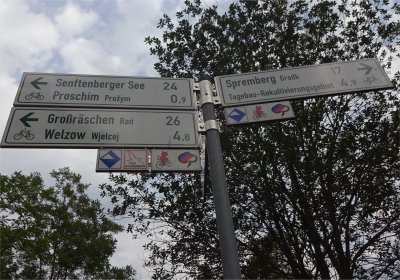 Senftenberger See 24
Proschim Prožym 0.9
Großräschen Rań 26
Welzow Wjelcej 4.8
Spremberg Grodk 17
Tagebau-Rekultivierungsgebiet 4.9